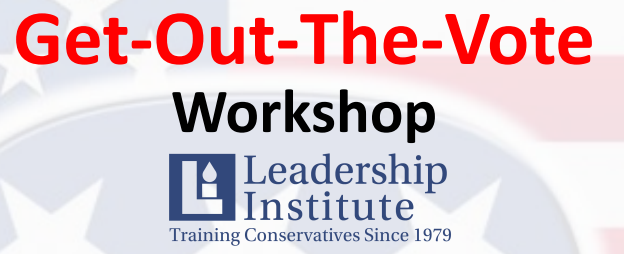 Get-Out-The-Vote
Workshop
Leadership
Institute
Training Conservatives Since 1979